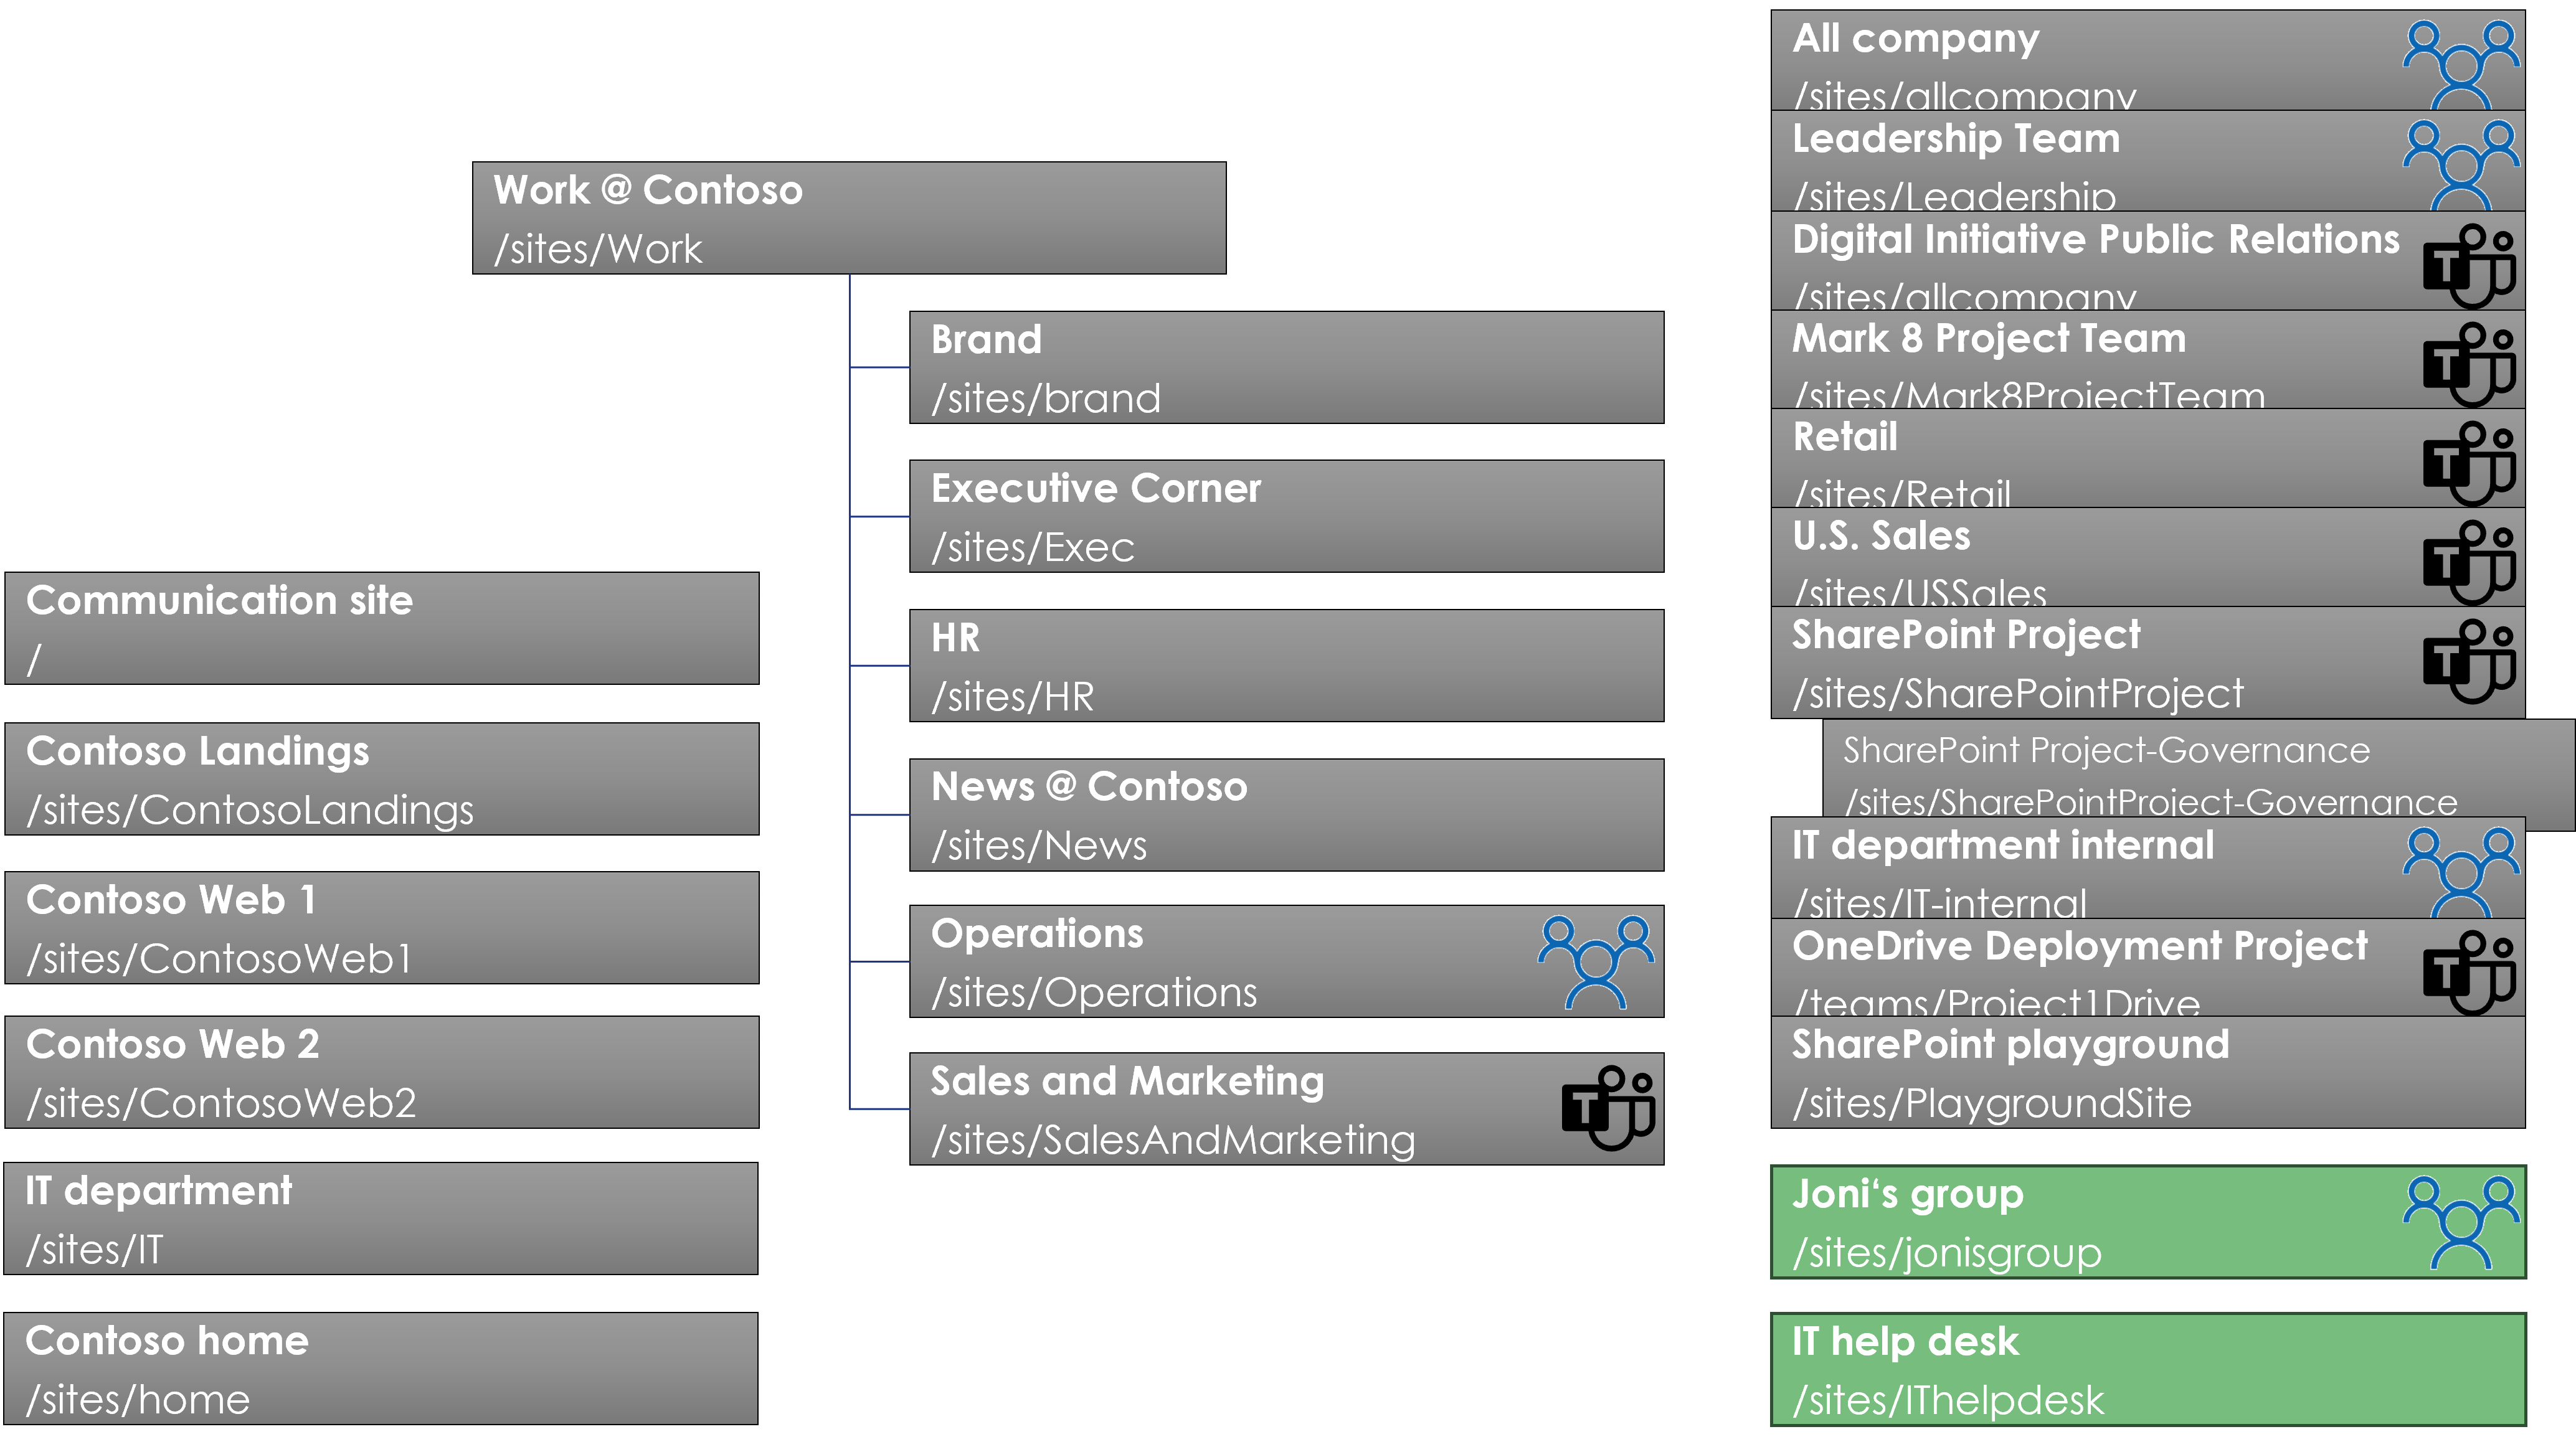 Communication site
/
Contoso Landings
/sites/ContosoLandings
Contoso Web 1
/sites/ContosoWeb1
Contoso Web 2
/sites/ContosoWeb2
IT department
/sites/IT
Contoso home
/sites/home
Work @ Contoso
/sites/Work
Brand
/sites/brand
Executive Corner
/sites/Exec
HR
/sites/HR
News @ Contoso
/sites/News
Operations
/sites/Operations
Sales and Marketing
/sites/SalesAndMarketing
T
All company
/sites/allcompany
Leadership Team
/sites/Leadership
Digital Initiative Public Relations
/sites/allcompany
T
Mark 8 Project Team
/sites/Mark8ProjectTeam
T
Retail
/sites/Retail
T
U.S. Sales
/sites/USSales
T
SharePoint Project
/sites/SharePointProject
T
SharePoint Project-Governance
/sites/SharePointProject-Governance
IT department internal
/sites/IT-internal
OneDrive Deployment Project
/teams/Project1Drive
T
SharePoint playground
/sites/PlaygroundSite
Joni‘s group
/sites/jonisgroup
IT help desk
/sites/IThelpdesk